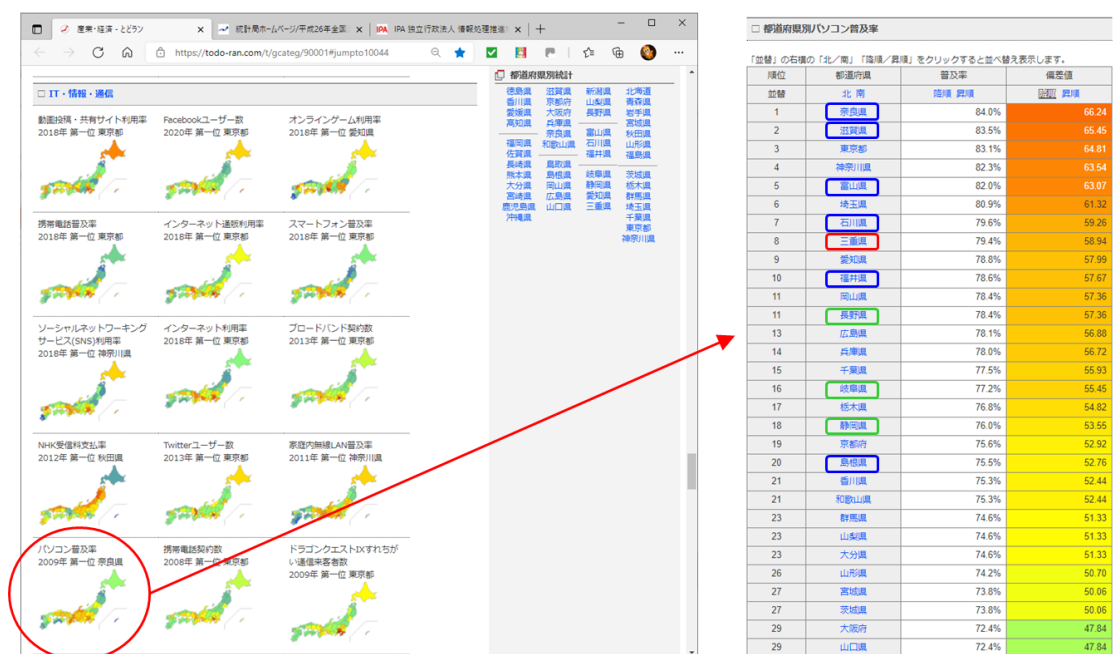 産業・経済 - とどラン
統計局ホームページ/平成26年全国
IPA 独立行政法人 情報処理推進
https://todo-ran.com/t/gcateg/90001#jumpto10044
□ IT・情報・通信
動画投稿・共有サイト利用率
2018年 第一位 東京都
Facebookユーザー数
2020年 第一位 東京都
オンラインゲーム利用率
2018年 第一位 愛知県
携帯電話普及率
2018年 第一位 東京都
インターネット通販利用率
2018年 第一位 東京都
スマートフォン普及率
2018年 第一位 東京都
ソーシャルネットワーキング
サービス(SNS)利用率
2018年 第一位 神奈川県
インターネット利用率
2018年 第一位 東京都
ブロードバンド契約数
2013年 第一位 東京都
NHK受信料支払率
2012年 第一位 秋田県
Twitterユーザー数
2013年 第一位 東京都
家庭内無線LAN普及率
2011年 第一位 神奈川県
パソコン普及率
2009年 第一位 奈良県
携帯電話契約数
2008年 第一位 東京都
ドラゴンクエストIXすれちが
い通信来客者数
2009年 第一位 東京都
都道府県別統計
徳島県 滋賀県 新潟県 北海道
香川県 京都府 山梨県 青森県
愛媛県 大阪府 長野県 岩手県
高知県 兵庫県 宮城県
奈良県 富山県 秋田県
福岡県 和歌山県 石川県 山形県
佐賀県 福井県 福島県
長崎県 鳥取県
熊本県 島根県 岐阜県 茨城県
大分県 岡山県 静岡県 栃木県
宮崎県 広島県 愛知県 群馬県
鹿児島県 山口県 三重県 埼玉県
沖縄県 千葉県
東京都
神奈川県
□ 都道府県別パソコン普及率
「並替」の右横の「北／南」「降順／昇順」をクリックすると並べ替え表示します。
順位 都道府県 普及率 偏差値
並替 北 南 降順 昇順 降順 昇順
1 奈良県 84.0% 66.24
2 滋賀県 83.5% 65.45
3 東京都 83.1% 64.81
4 神奈川県 82.3% 63.54
5 富山県 82.0% 63.07
6 埼玉県 80.9% 61.32
7 石川県 79.6% 59.26
8 三重県 79.4% 58.94
9 愛知県 78.8% 57.99
10 福井県 78.6% 57.67
11 岡山県 78.4% 57.36
11 長野県 78.4% 57.36
13 広島県 78.1% 56.88
14 兵庫県 78.0% 56.72
15 千葉県 77.5% 55.93
16 岐阜県 77.2% 55.45
17 栃木県 76.8% 54.82
18 静岡県 76.0% 53.55
19 京都府 75.6% 52.92
20 島根県 75.5% 52.76
21 香川県 75.3% 52.44
21 和歌山県 75.3% 52.44
23 群馬県 74.6% 51.33
23 山梨県 74.6% 51.33
23 大分県 74.6% 51.33
26 山形県 74.2% 50.70
27 宮城県 73.8% 50.06
27 茨城県 73.8% 50.06
29 大阪府 72.4% 47.84
29 山口県 72.4% 47.84